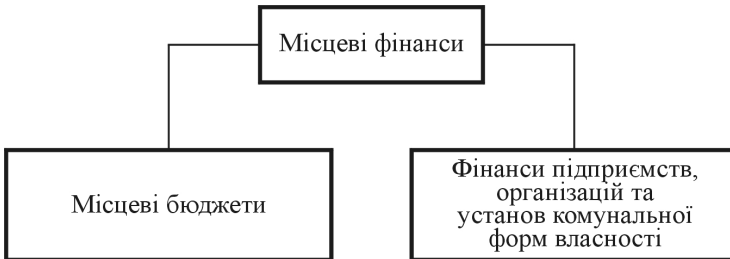 Місцеві фінанси
Місцеві бюджети
Фінанси підприємств,
організацій та
установ комунальної
форм власності